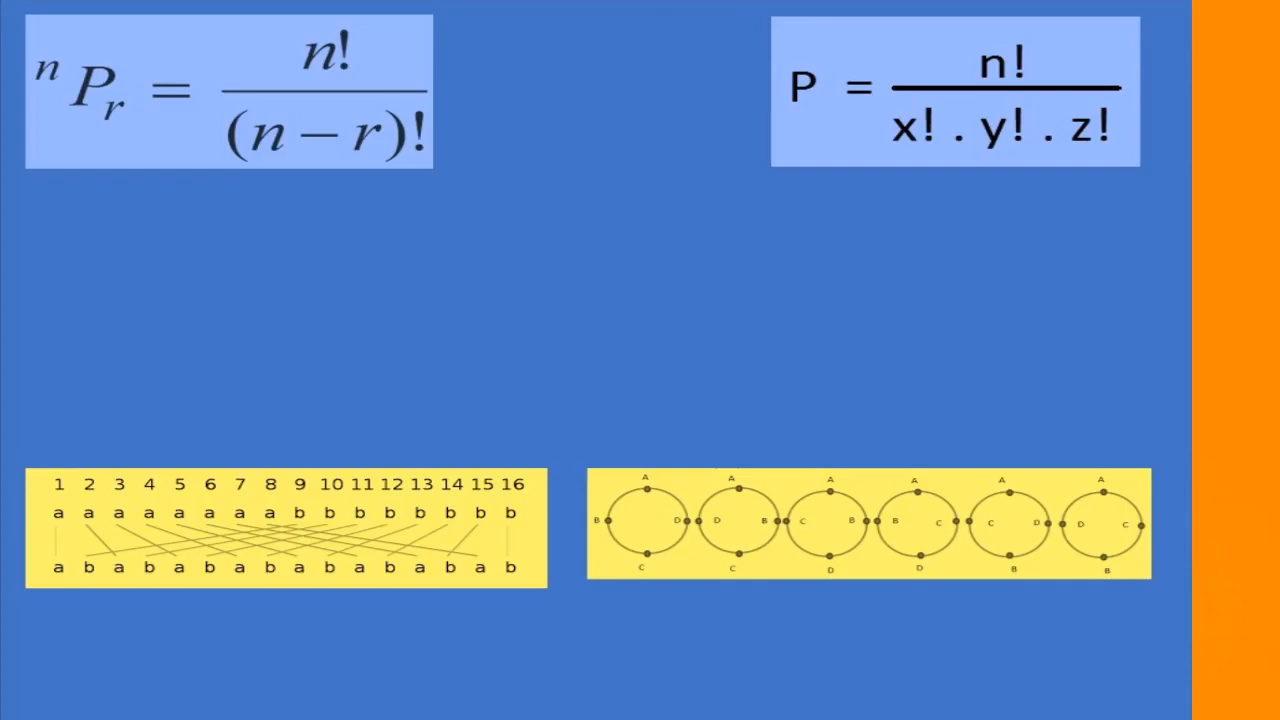 ⁿPᵣ = n! / (n − r)!
P = n! / x! . y! . z!
1 2 3 4 5 6 7 8 9 10 11 12 13 14 15 16
a a a a a a a a b b b b b b b b
a b a b a b a b a b a b a b a b
A A A A A A
B D D B C B B C C D D C
C C D D B B